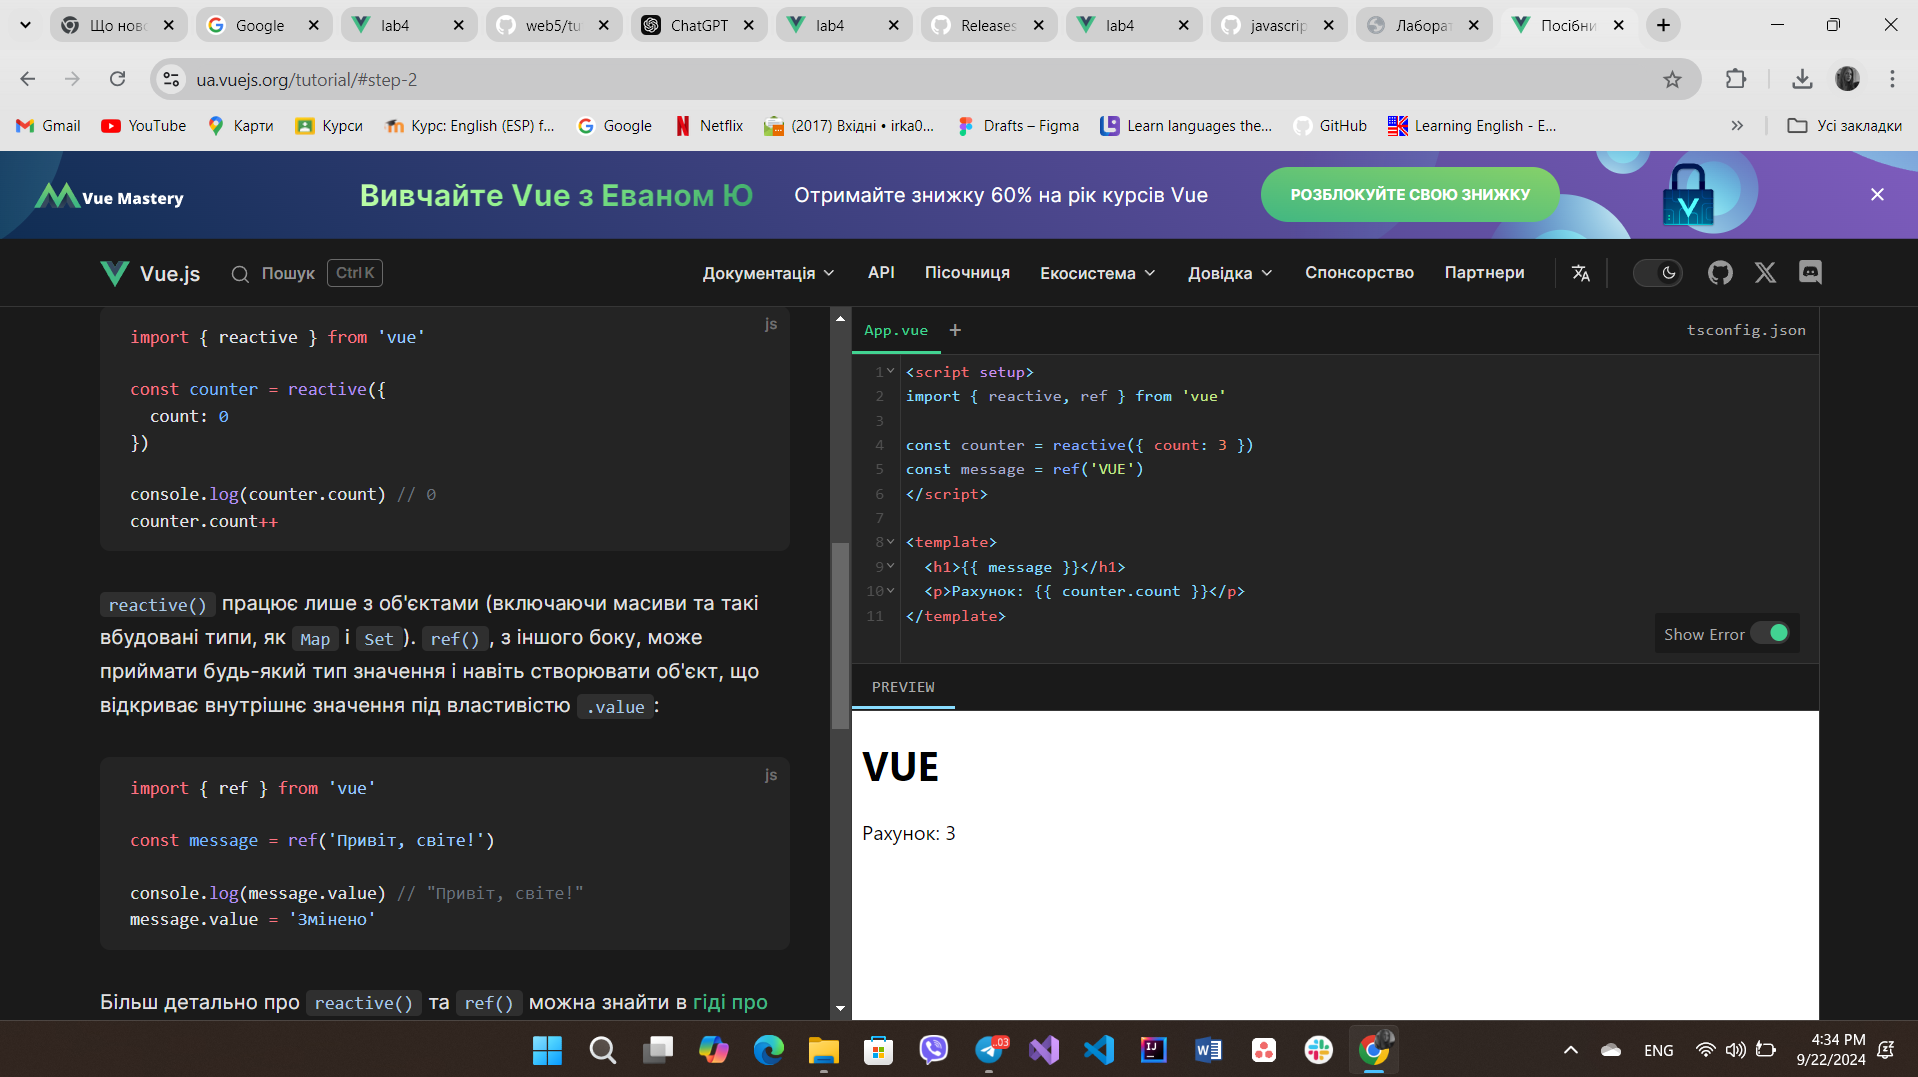 Що ново
Google
lab4
web5/tu
ChatGPT
lab4
Releases
lab4
javascrip
Лаборат
Посібни
ua.vuejs.org/tutorial/#step-2
Gmail
YouTube
Карти
Курси
Курс: English (ESP) f...
Google
Netflix
(2017) Вхідні • irka0...
Drafts – Figma
Learn languages the...
GitHub
Learning English - E...
Усі закладки
Vue Mastery
Вивчайте Vue з Еваном Ю
Отримайте знижку 60% на рік курсів Vue
РОЗБЛОКУЙТЕ СВОЮ ЗНИЖКУ
Vue.js
Пошук
Ctrl K
Документація
API
Пісочниця
Екосистема
Довідка
Спонсорство
Партнери
js
import { reactive } from 'vue'
const counter = reactive({
count: 0
})
console.log(counter.count) // 0
counter.count++
reactive() працює лише з об'єктами (включаючи масиви та такі
вбудовані типи, як Map і Set). ref(), з іншого боку, може
приймати будь-який тип значення і навіть створювати об'єкт, що
відкриває внутрішнє значення під властивістю .value:
js
import { ref } from 'vue'
const message = ref('Привіт, світе!')
console.log(message.value) // "Привіт, світе!"
message.value = 'Змінено'
Більш детально про reactive() та ref() можна знайти в гіді про
App.vue
+
tsconfig.json
1 <script setup>
2 import { reactive, ref } from 'vue'
3
4 const counter = reactive({ count: 3 })
5 const message = ref('VUE')
6 </script>
7
8 <template>
9 <h1>{{ message }}</h1>
10 <p>Рахунок: {{ counter.count }}</p>
11 </template>
Show Error
PREVIEW
VUE
Рахунок: 3
.03
ENG
4:34 PM
9/22/2024